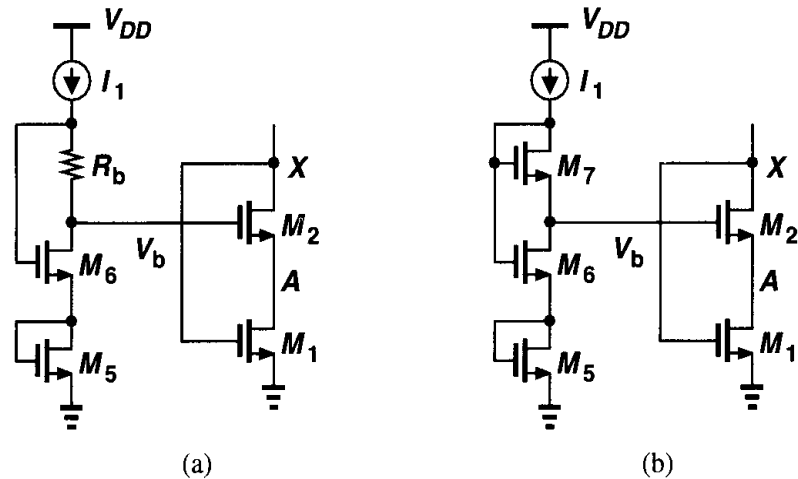 V_DD
I_1
R_b
X
V_b
M_2
M_6
A
M_5
M_1
(a)
V_DD
I_1
M_7
X
V_b
M_2
M_6
A
M_5
M_1
(b)